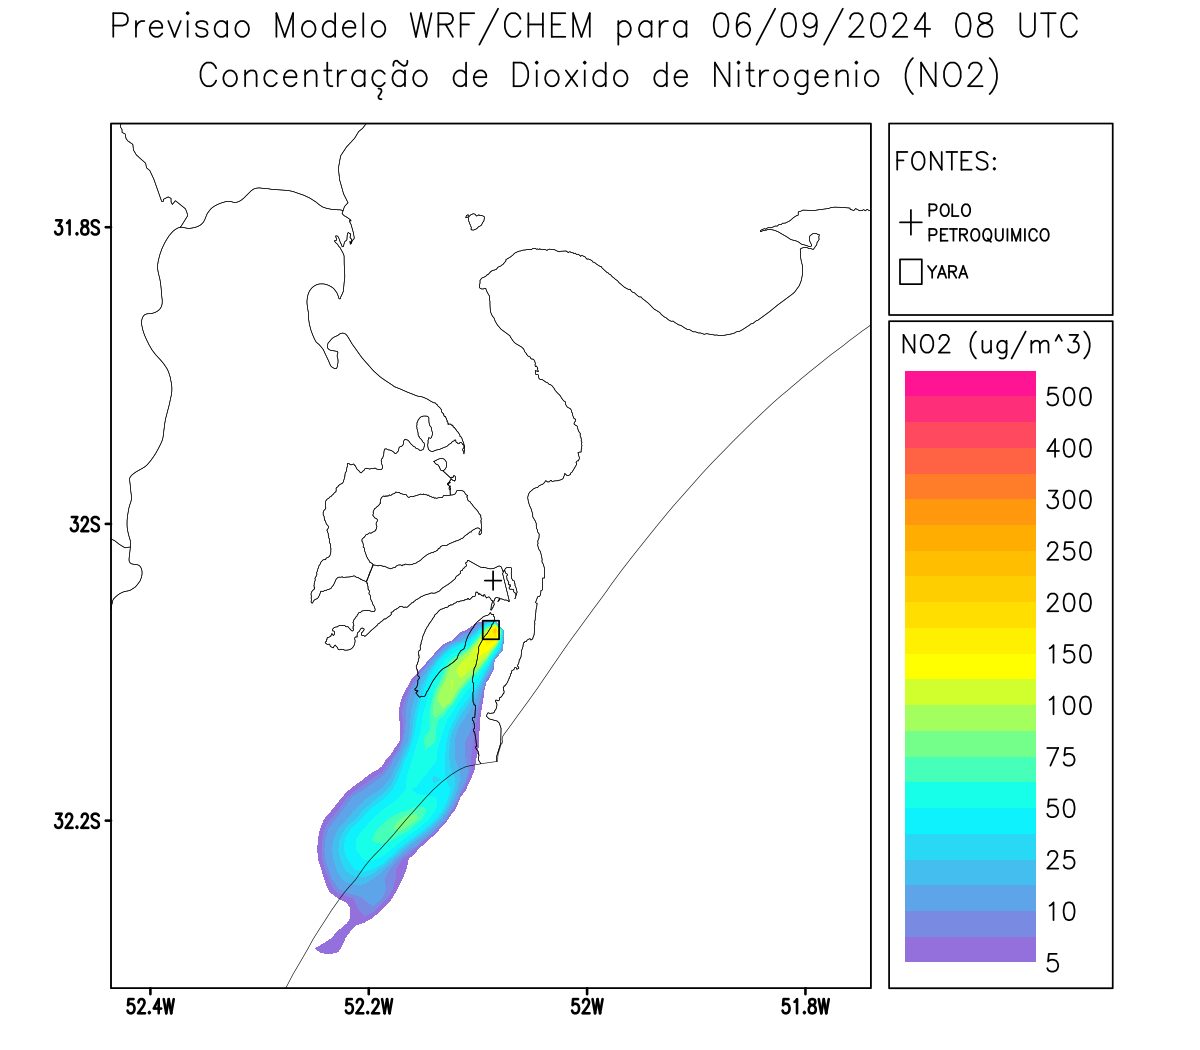 Previsao Modelo WRF/CHEM para 06/09/2024 08 UTC
Concentração de Dioxido de Nitrogenio (NO2)
FONTES:
POLO
PETROQUIMICO
YARA
NO2 (ug/m^3)
500
400
300
250
200
150
100
75
50
25
10
5
31.8S
32S
32.2S
52.4W
52.2W
52W
51.8W